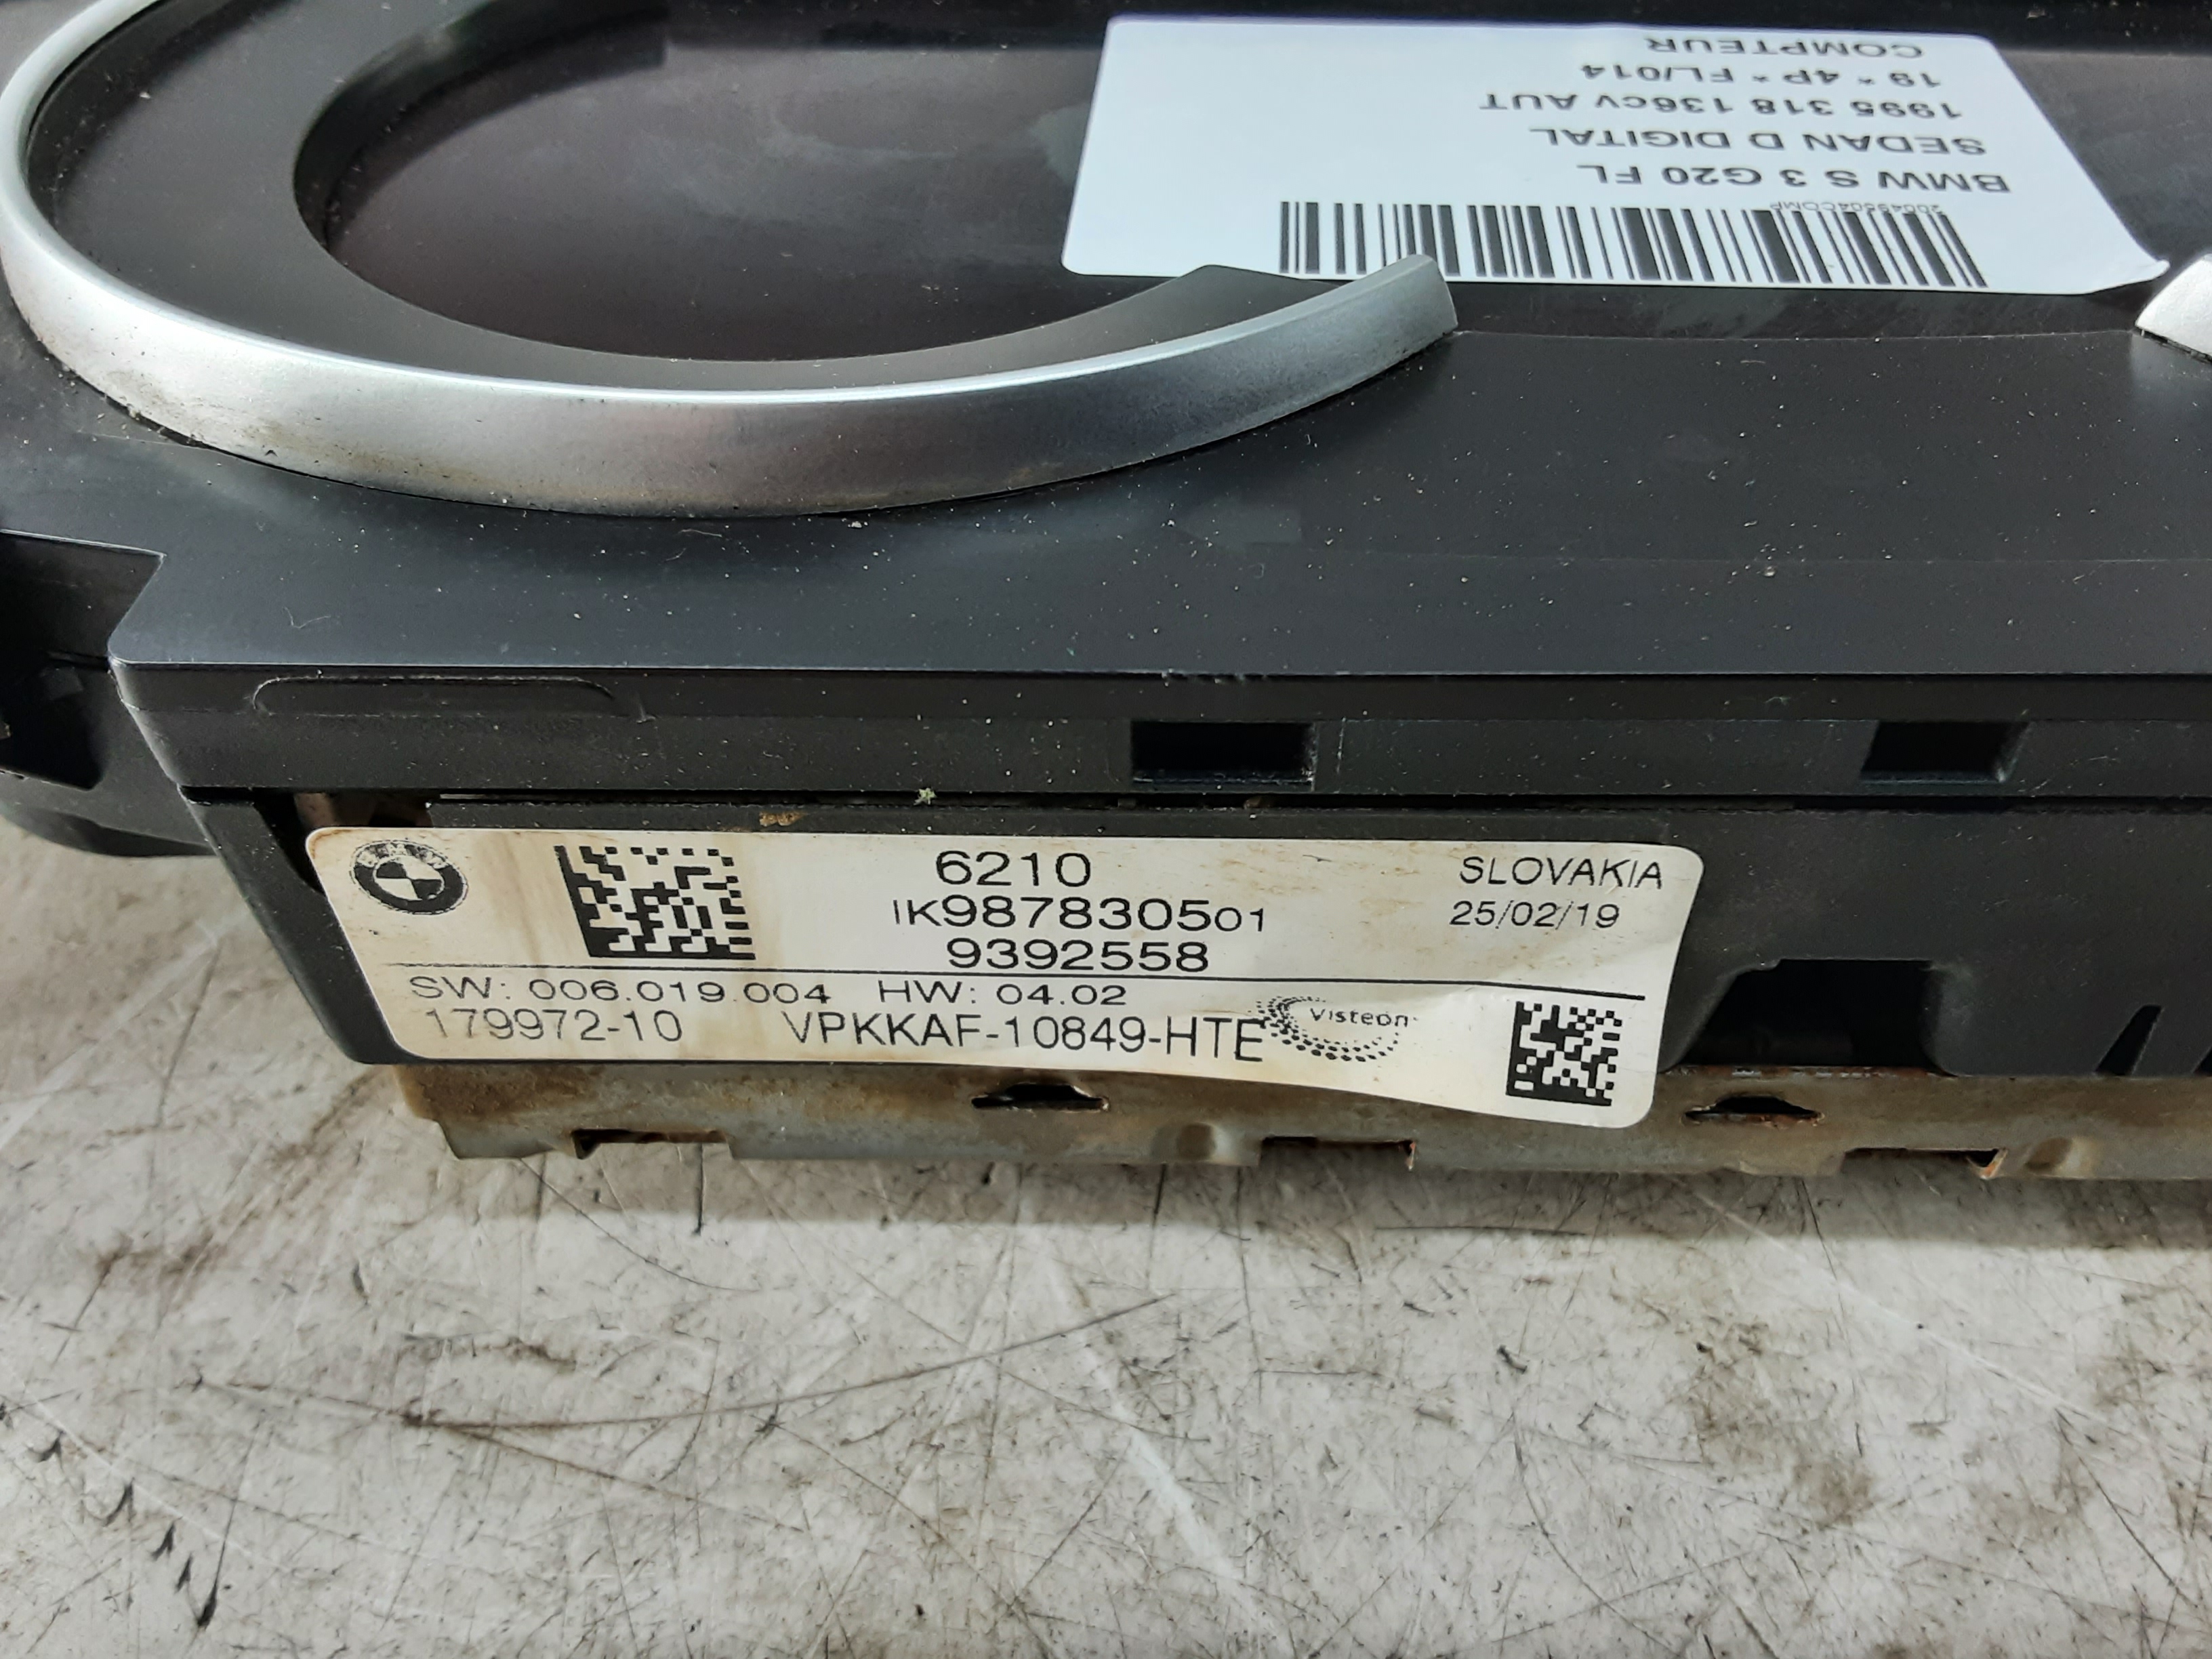 BMW S 3 G20 FL
SEDAN D DIGITAL
1995 318 136cv AUT
19 * 4P* FL/014
COMPTEUR
6210
IK987830501
9392558
SLOVAKIA
25/02/19
SW: 006.019.004 HW: 04.02
179972-10 VPKKAF-10849-HTE
Visteon